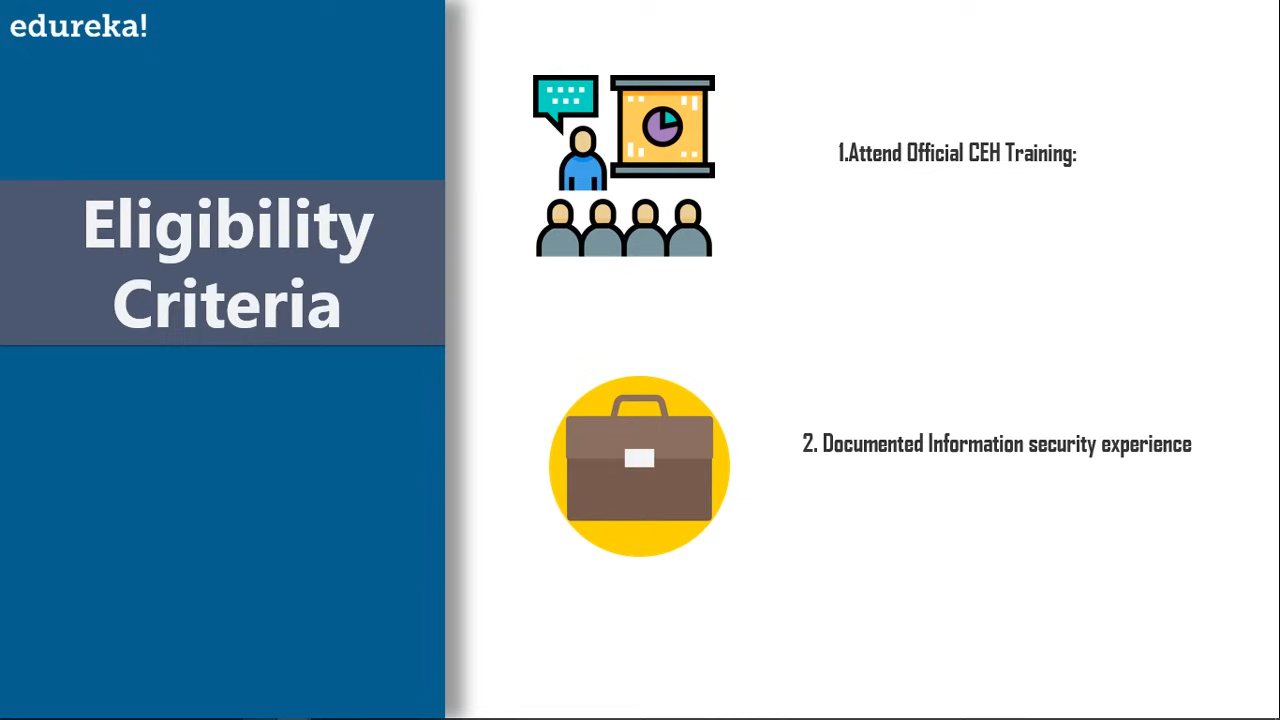 edureka!
Eligibility
Criteria
1.Attend Official CEH Training:
2. Documented Information security experience